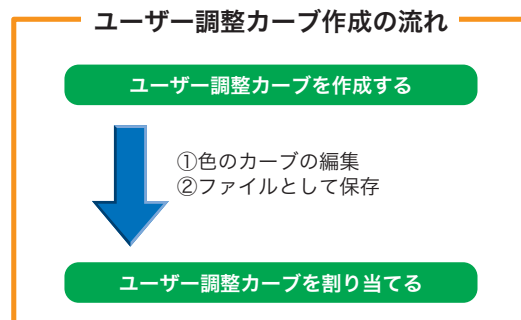 ユーザー調整カーブ作成の流れ
ユーザー調整カーブを作成する
①色のカーブの編集
②ファイルとして保存
ユーザー調整カーブを割り当てる